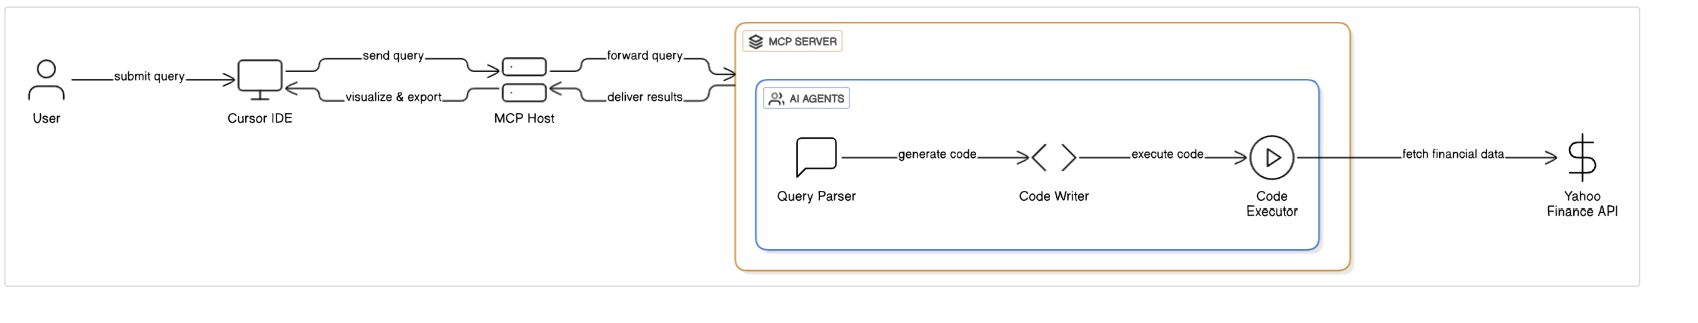 MCP SERVER
send query
forward query
submit query
visualize & export
deliver results
User
Cursor IDE
MCP Host
AI AGENTS
generate code
execute code
fetch financial data
Query Parser
Code Writer
Code
Executor
Yahoo
Finance API